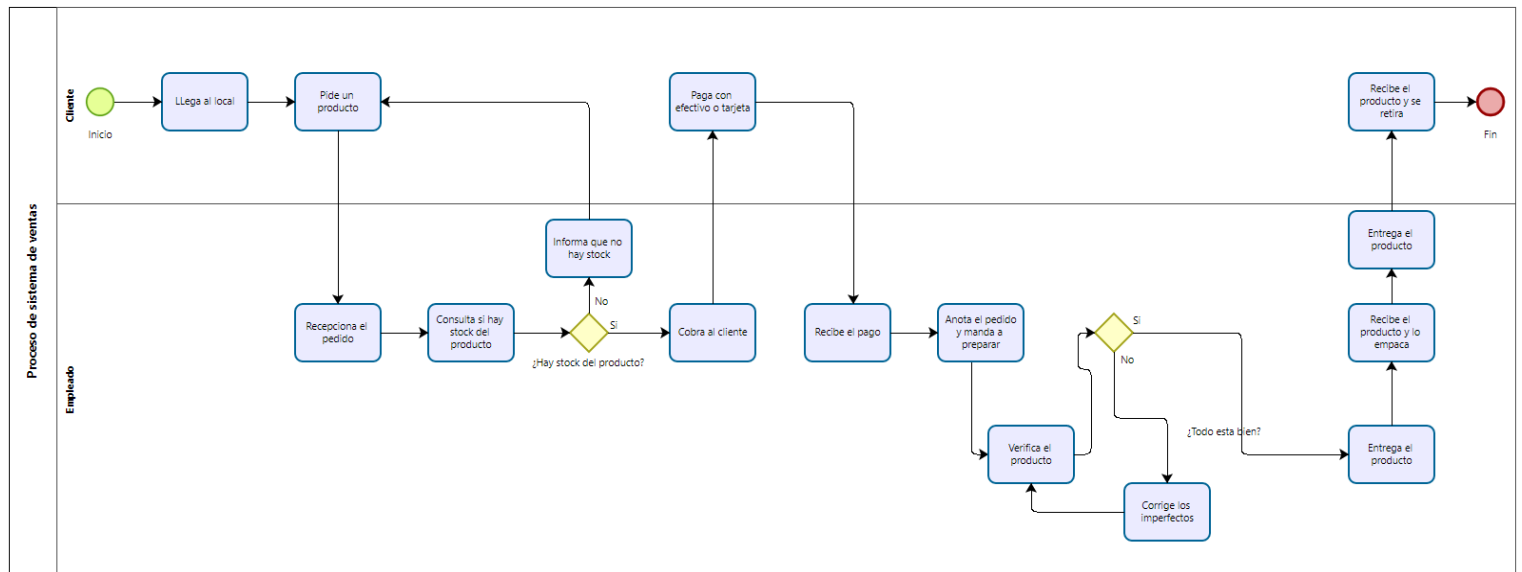 Proceso de sistema de ventas
Cliente
Inicio
LLega al local
Pide un
producto
Paga con
efectivo o tarjeta
Recibe el
producto y se
retira
Fin
Empleado
Informa que no
hay stock
No
Recepciona el
pedido
Consulta si hay
stock del
producto
¿Hay stock del producto?
Si
Cobra al cliente
Recibe el pago
Anota el pedido
y manda a
preparar
Verifica el
producto
Si
No
¿Todo esta bien?
Corrige los
imperfectos
Entrega el
producto
Recibe el
producto y lo
empaca
Entrega el
producto